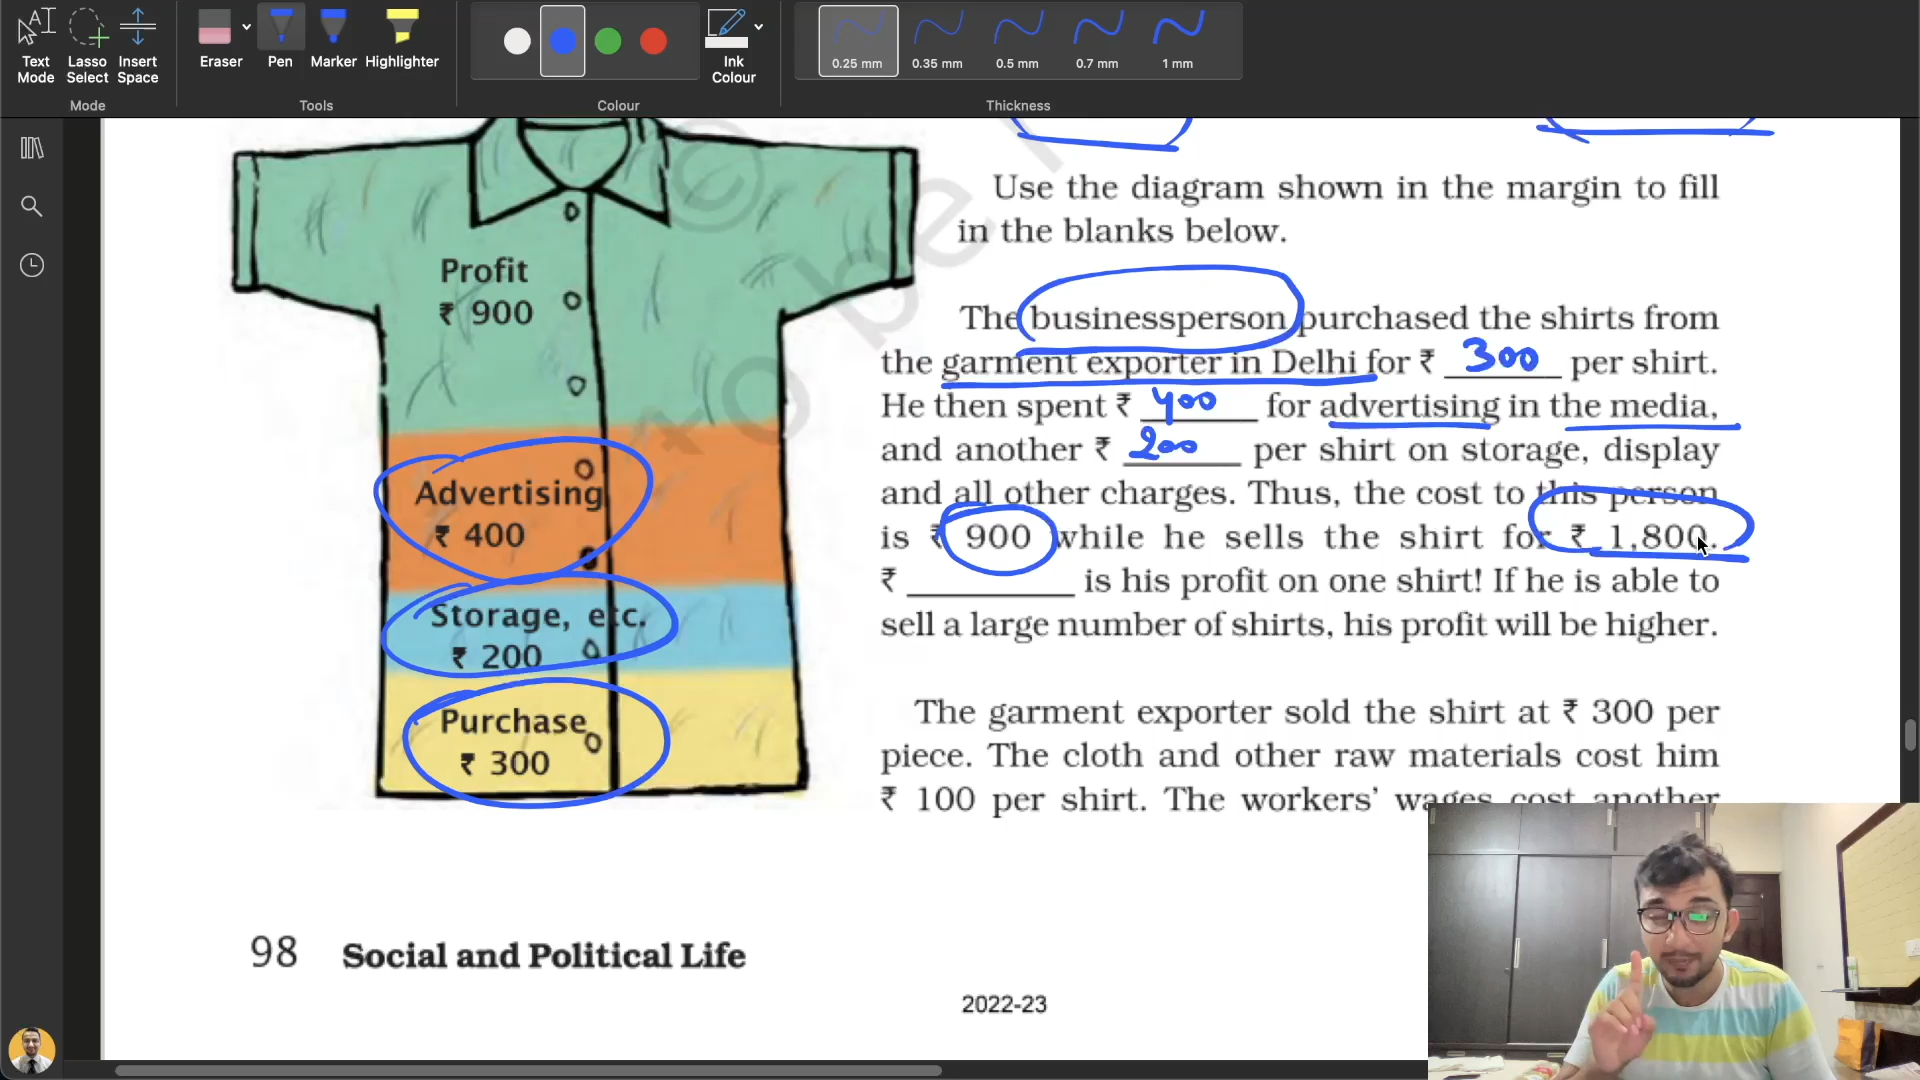 Text Mode
Lasso Select
Insert Space
Eraser
Pen
Marker
Highlighter
Ink Colour
0.25 mm
0.35 mm
0.5 mm
0.7 mm
1 mm
Mode
Tools
Colour
Thickness
© to be r
Profit
₹ 900
Advertising
₹ 400
Storage, etc.
₹ 200
Purchase
₹ 300
Use the diagram shown in the margin to fill
in the blanks below.
The businessperson purchased the shirts from
the garment exporter in Delhi for ₹ 300 per shirt.
He then spent ₹ 400 for advertising in the media,
and another ₹ 200 per shirt on storage, display
and all other charges. Thus, the cost to this person
is ₹ 900 while he sells the shirt for ₹ 1,800.
₹ ________ is his profit on one shirt! If he is able to
sell a large number of shirts, his profit will be higher.
The garment exporter sold the shirt at ₹ 300 per
piece. The cloth and other raw materials cost him
₹ 100 per shirt. The workers’ wages cost another
98 Social and Political Life
2022-23